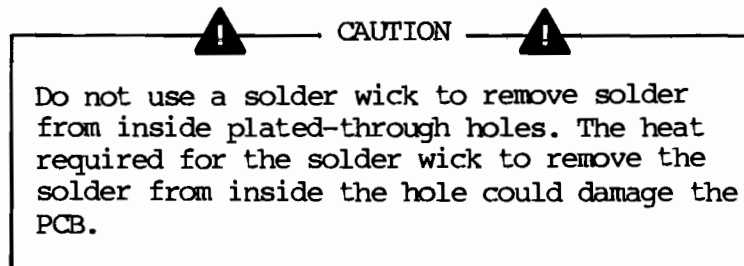 CAUTION
Do not use a solder wick to remove solder
from inside plated-through holes. The heat
required for the solder wick to remove the
solder from inside the hole could damage the
PCB.